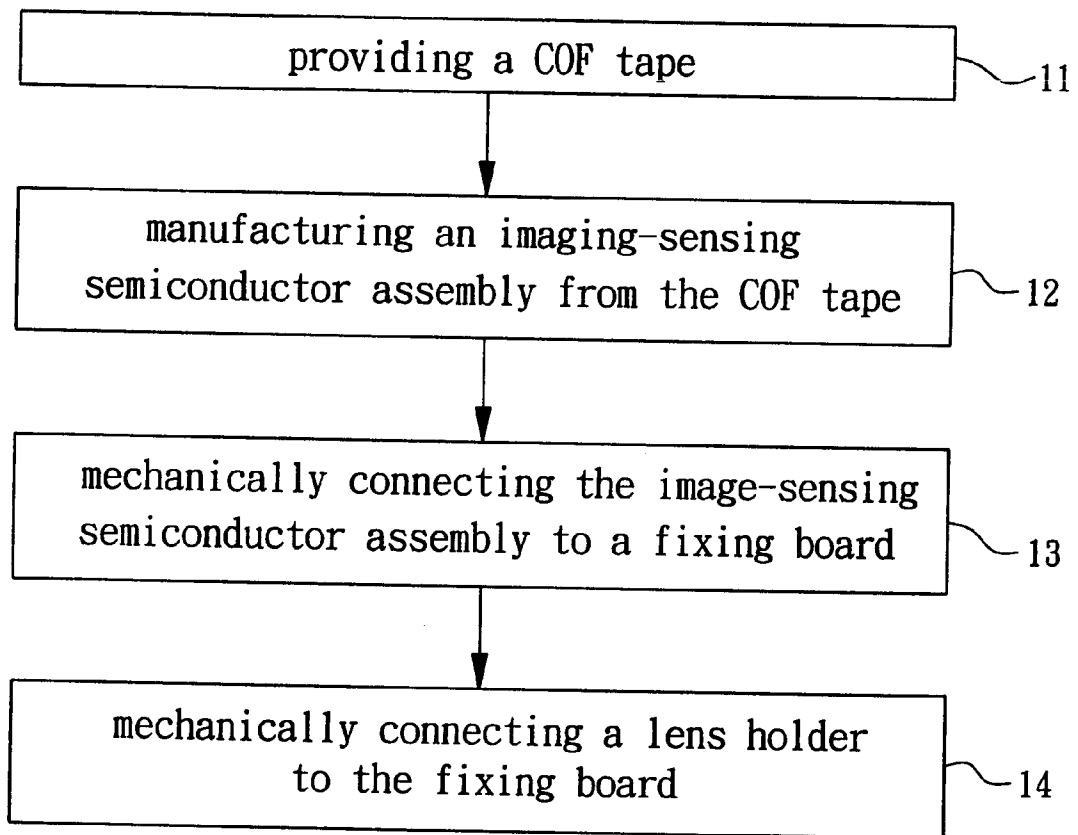 providing a COF tape
11
manufacturing an imaging-sensing
semiconductor assembly from the COF tape
12
mechanically connecting the image-sensing
semiconductor assembly to a fixing board
13
mechanically connecting a lens holder
to the fixing board
14